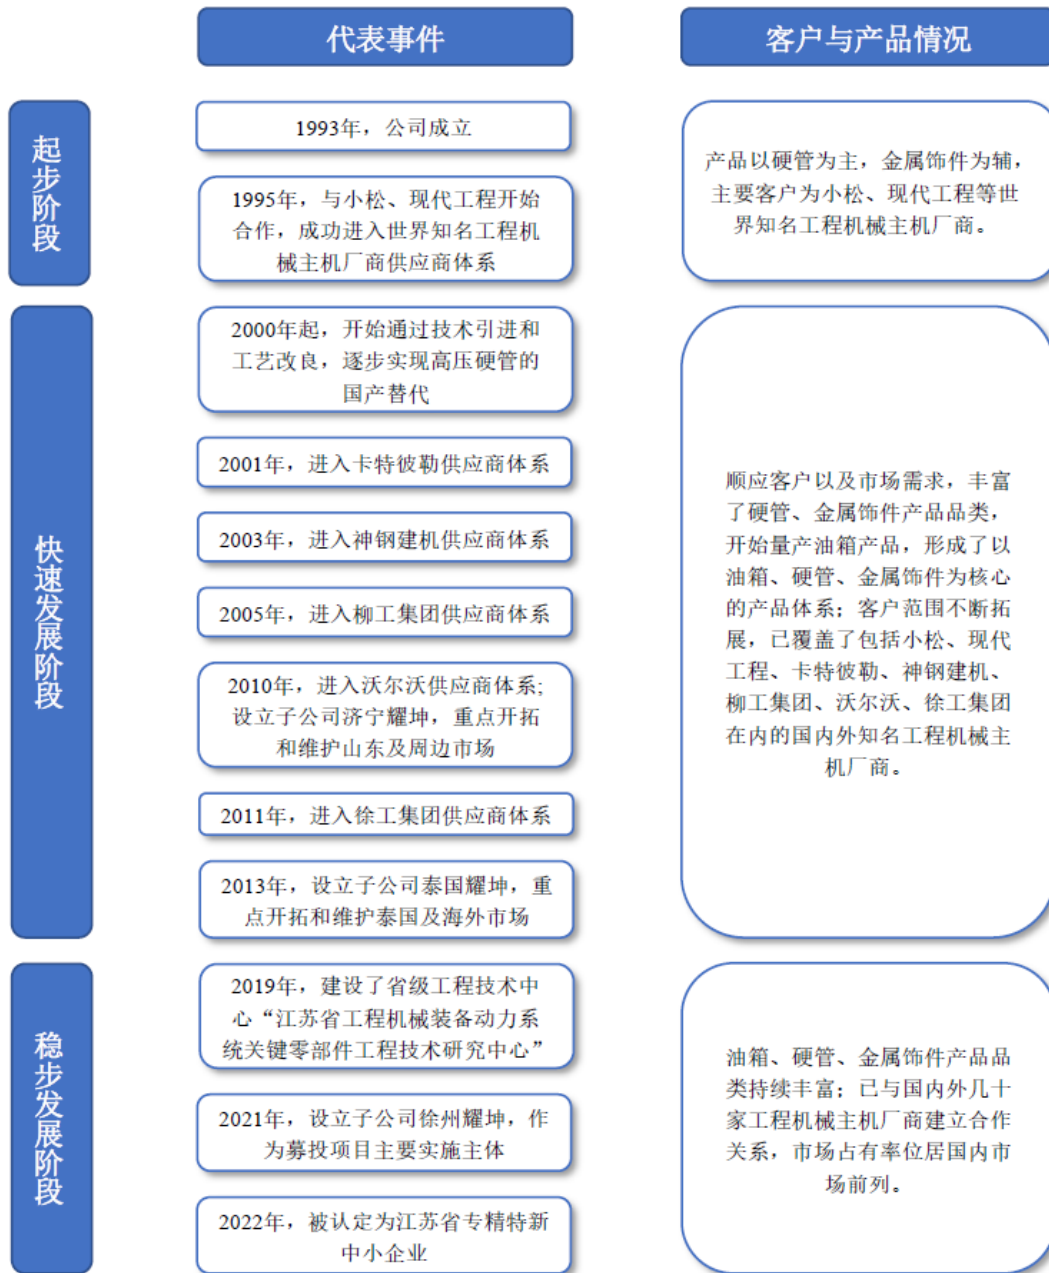 代表事件
客户与产品情况
起步阶段
1993年，公司成立
1995年，与小松、现代工程开始
合作，成功进入世界知名工程机
械主机厂商供应商体系
产品以硬管为主，金属饰件为辅，
主要客户为小松、现代工程等世
界知名工程机械主机厂商。
快速发展阶段
2000年起，开始通过技术引进和
工艺改良，逐步实现高压硬管的
国产替代
2001年，进入卡特彼勒供应商体系
2003年，进入神钢建机供应商体系
2005年，进入柳工集团供应商体系
2010年，进入沃尔沃供应商体系;
设立子公司济宁耀坤，重点开拓
和维护山东及周边市场
2011年，进入徐工集团供应商体系
2013年，设立子公司泰国耀坤，重
点开拓和维护泰国及海外市场
顺应客户以及市场需求，丰富
了硬管、金属饰件产品品类，
开始量产油箱产品，形成了以
油箱、硬管、金属饰件为核心
的产品体系；客户范围不断拓
展，已覆盖了包括小松、现代
工程、卡特彼勒、神钢建机、
柳工集团、沃尔沃、徐工集团
在内的国内外知名工程机械主
机厂商。
稳步发展阶段
2019年，建设了省级工程技术中
心“江苏省工程机械装备动力系
统关键零部件工程技术研究中心”
2021年，设立子公司徐州耀坤，作
为募投项目主要实施主体
2022年，被认定为江苏省专精特新
中小企业
油箱、硬管、金属饰件产品品
类持续丰富；已与国内外几十
家工程机械主机厂商建立合作
关系，市场占有率位居国内市
场前列。